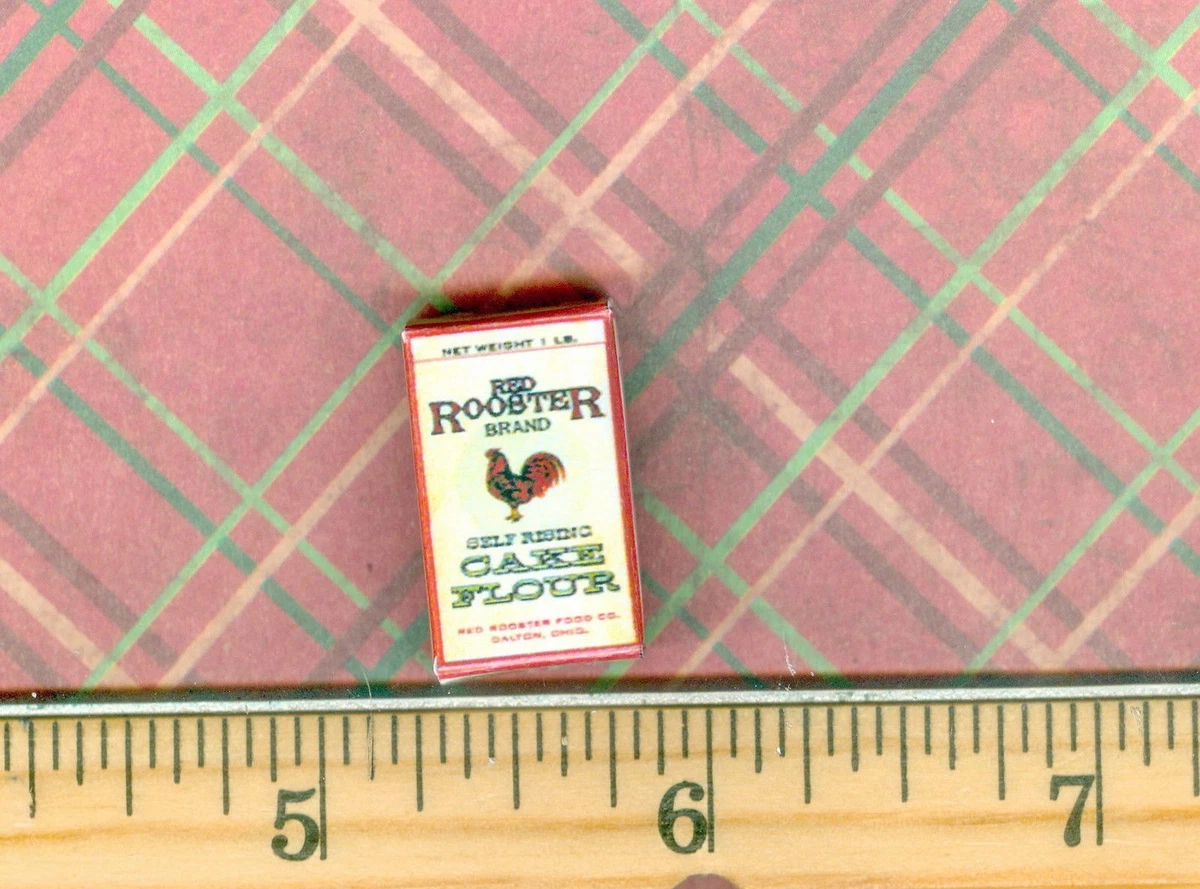 NET WEIGHT 1 LB.
RED
ROOSTER
BRAND
SELF RISING
CAKE
FLOUR
RED ROOSTER FOOD CO.
DALTON, OHIO.
5 6 7